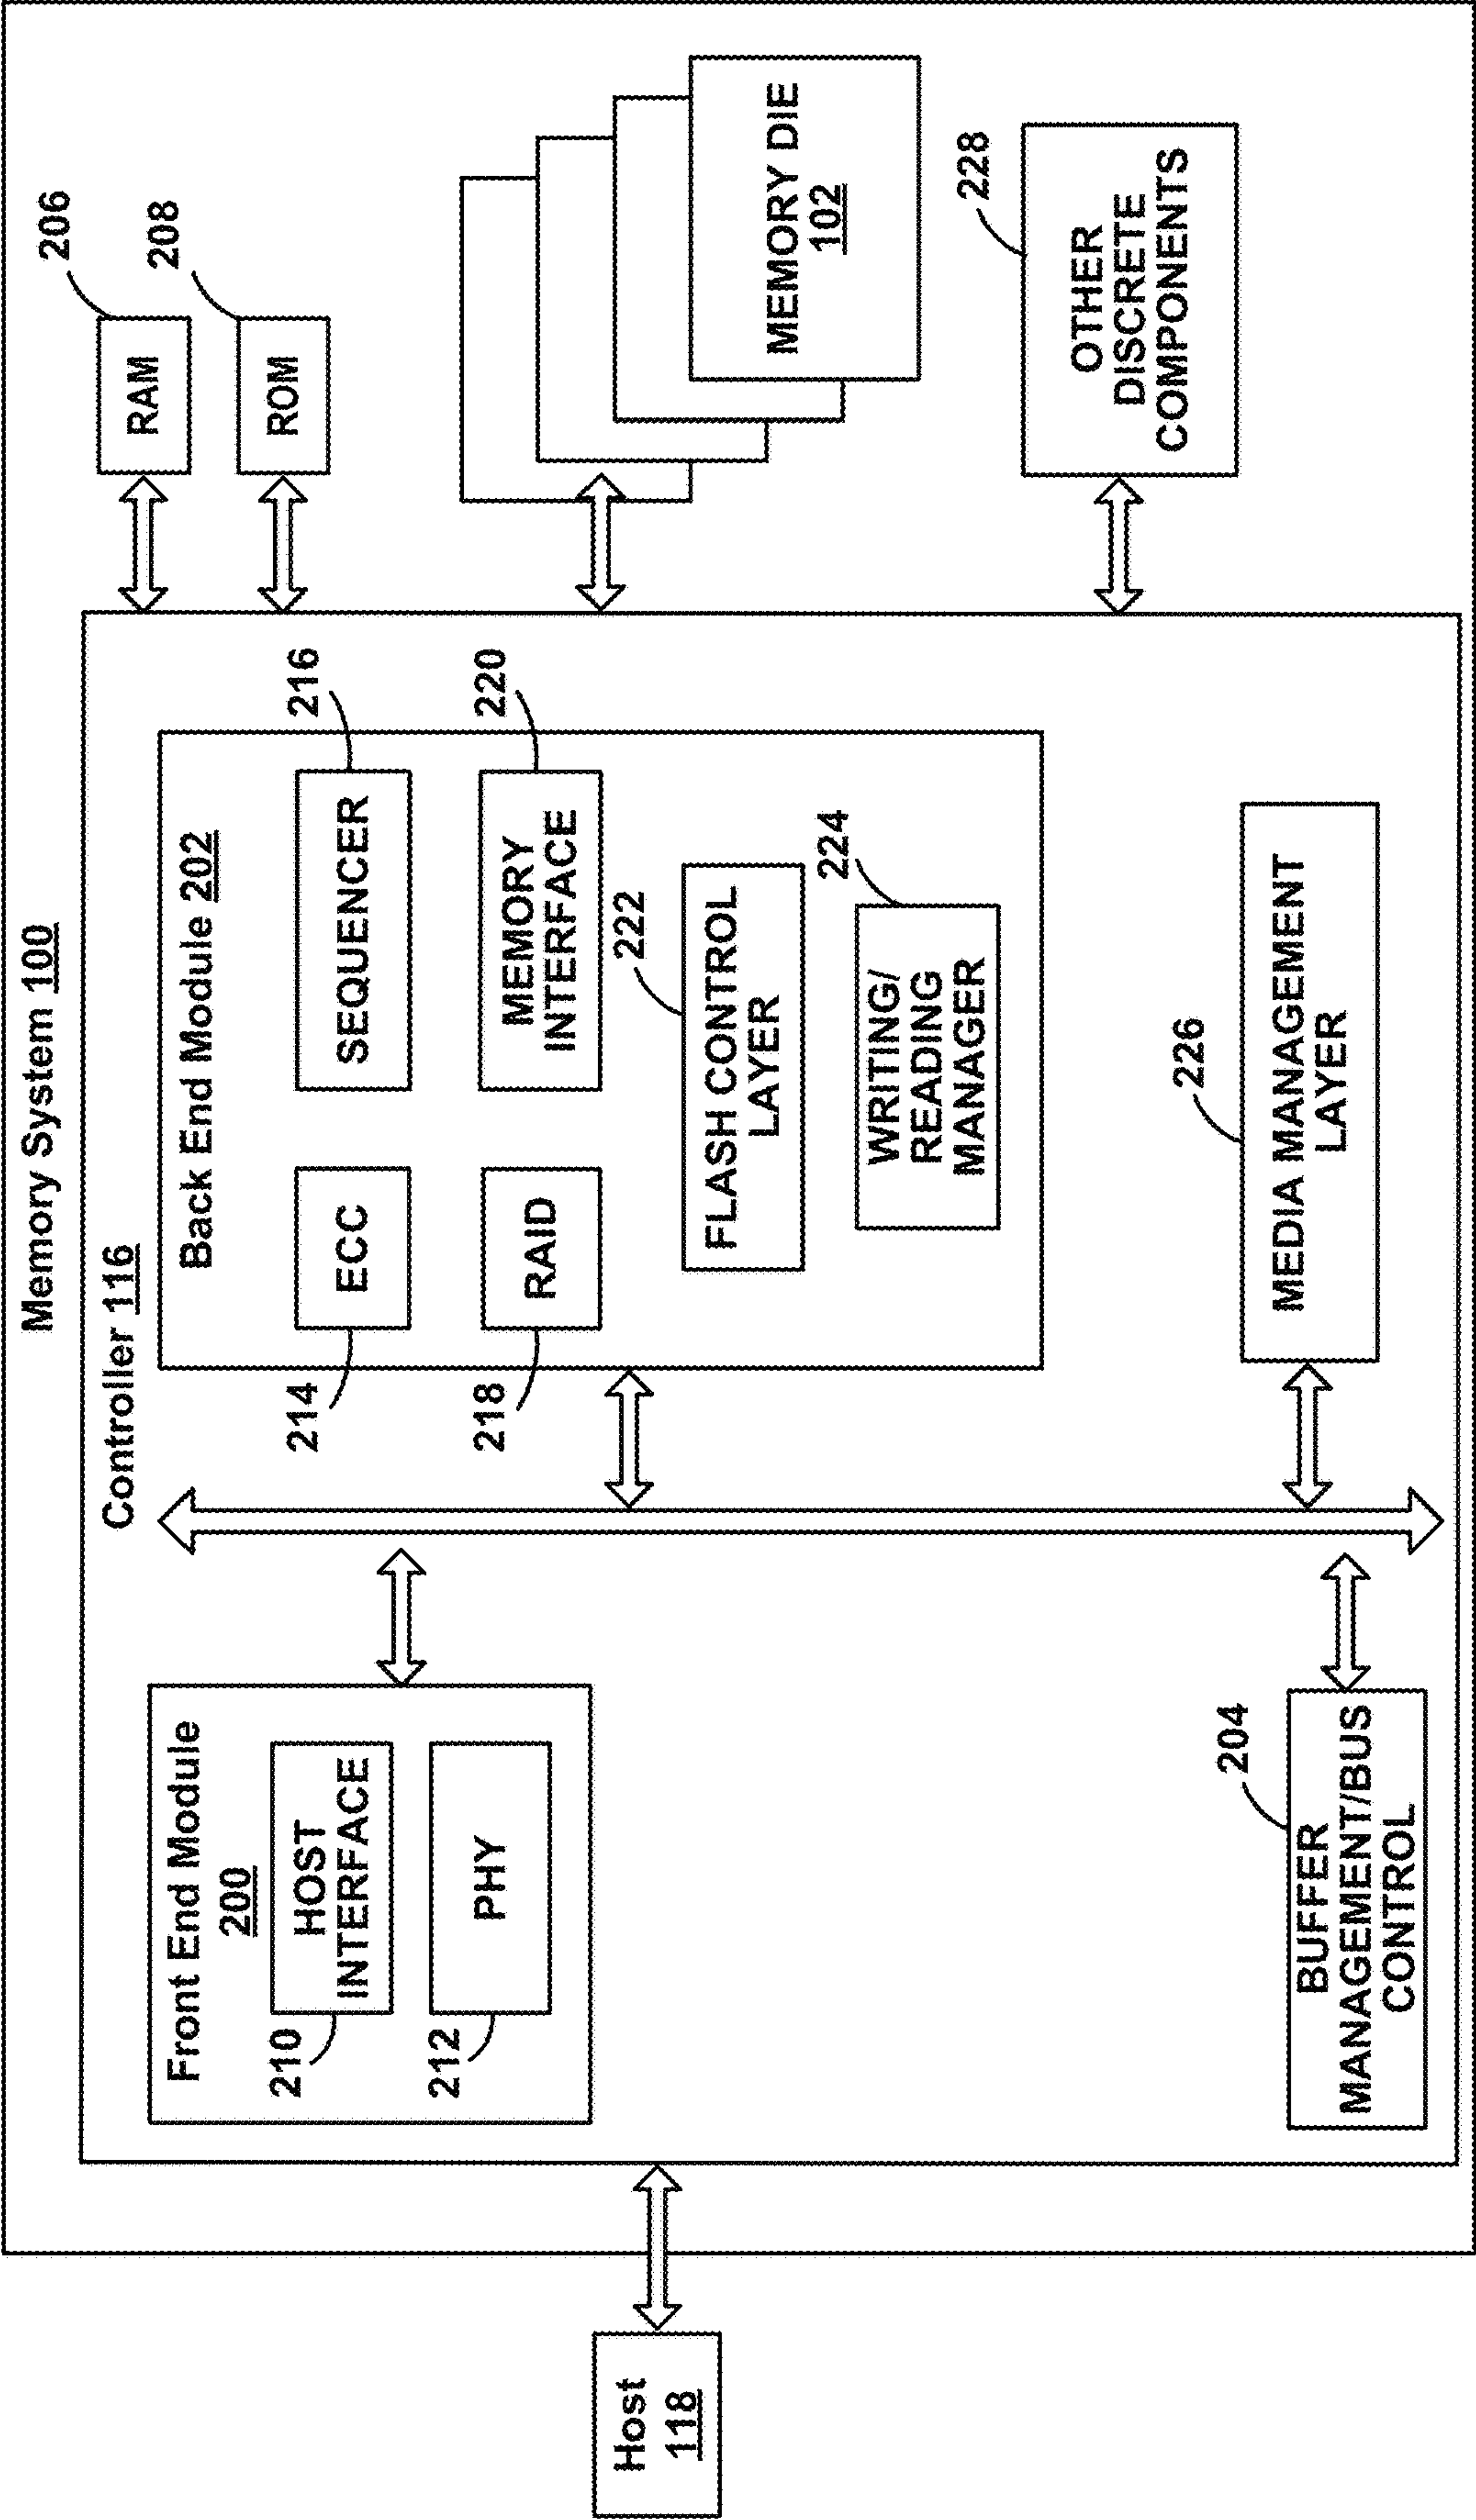 Memory System 100
Controller 116
Front End Module
200
HOST
INTERFACE
210
PHY
212
Back End Module 202
214
ECC
SEQUENCER
216
218
RAID
MEMORY
INTERFACE
220
222
FLASH CONTROL
LAYER
224
WRITING/
READING
MANAGER
204
BUFFER
MANAGEMENT/BUS
CONTROL
226
MEDIA MANAGEMENT
LAYER
Host
118
206
RAM
208
ROM
MEMORY DIE
102
228
OTHER
DISCRETE
COMPONENTS